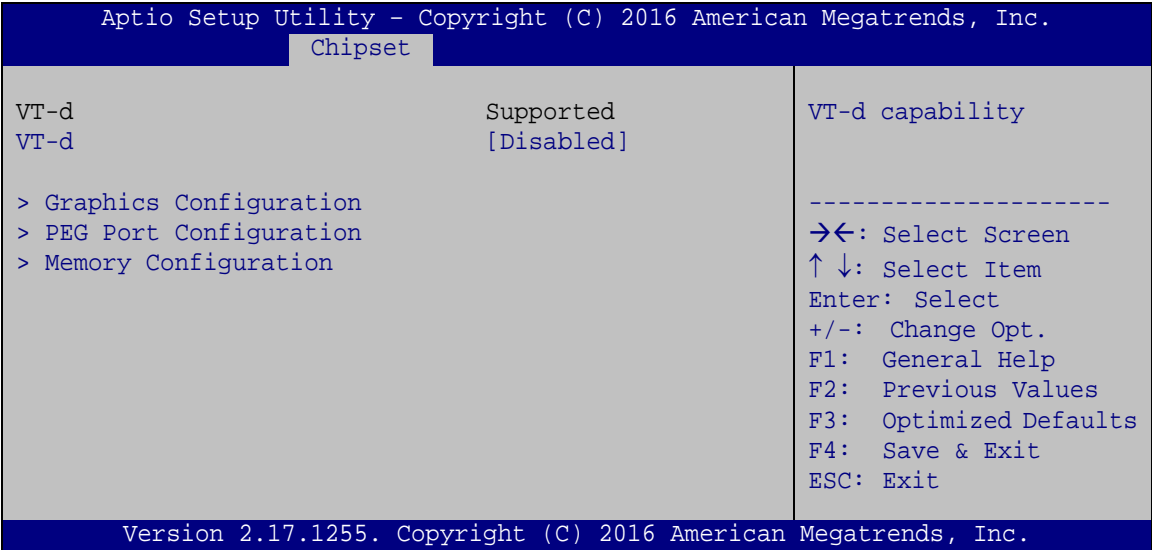 Aptio Setup Utility – Copyright (C) 2016 American Megatrends, Inc.
Chipset
VT-d Supported
VT-d [Disabled]
> Graphics Configuration
> PEG Port Configuration
> Memory Configuration
VT-d capability
---------------------
→←: Select Screen
↑ ↓: Select Item
Enter: Select
+/-: Change Opt.
F1: General Help
F2: Previous Values
F3: Optimized Defaults
F4: Save & Exit
ESC: Exit
Version 2.17.1255. Copyright (C) 2016 American Megatrends, Inc.